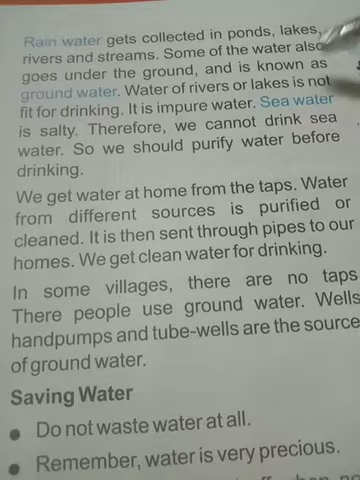 Rain water gets collected in ponds, lakes,
rivers and streams. Some of the water also
goes under the ground, and is known as
ground water. Water of rivers or lakes is not
fit for drinking. It is impure water. Sea water
is salty. Therefore, we cannot drink sea
water. So we should purify water before
drinking.
We get water at home from the taps. Water
from different sources is purified or
cleaned. It is then sent through pipes to our
homes. We get clean water for drinking.
In some villages, there are no taps
There people use ground water. Wells
handpumps and tube-wells are the source
of ground water.
Saving Water
● Do not waste water at all.
● Remember, water is very precious.